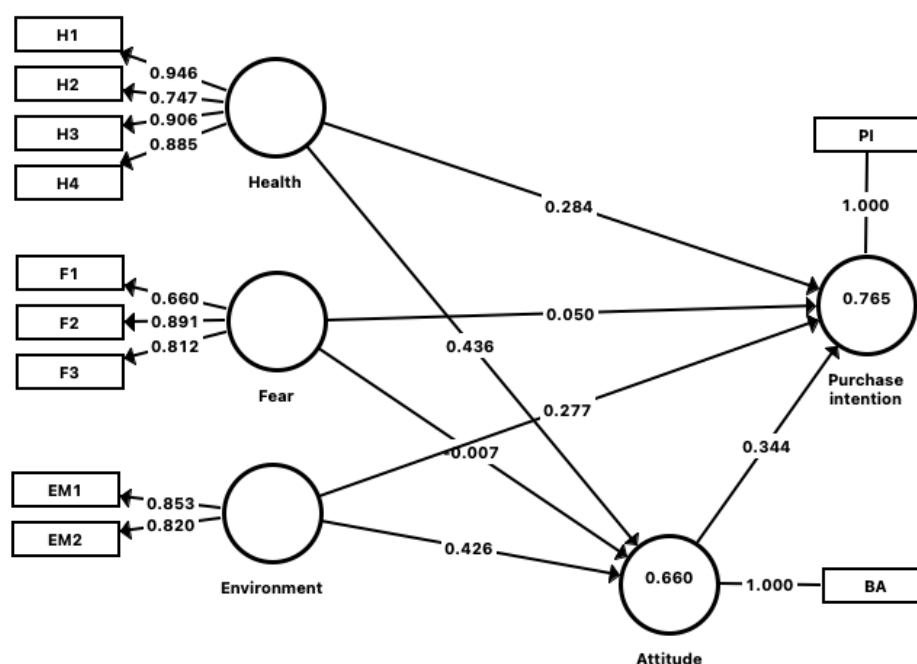 H1
H2
H3
H4
0.946
0.747
0.906
0.885
Health
F1
F2
F3
0.660
0.891
0.812
Fear
EM1
EM2
0.853
0.820
Environment
0.284
0.050
0.436
0.277
-0.007
0.426
0.344
PI
1.000
0.765
Purchase
intention
0.660
1.000
BA
Attitude